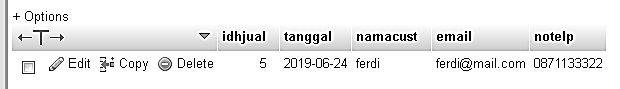 + Options
←T→ idhjual tanggal namacust email notelp
Edit Copy Delete 5 2019-06-24 ferdi ferdi@mail.com 0871133322